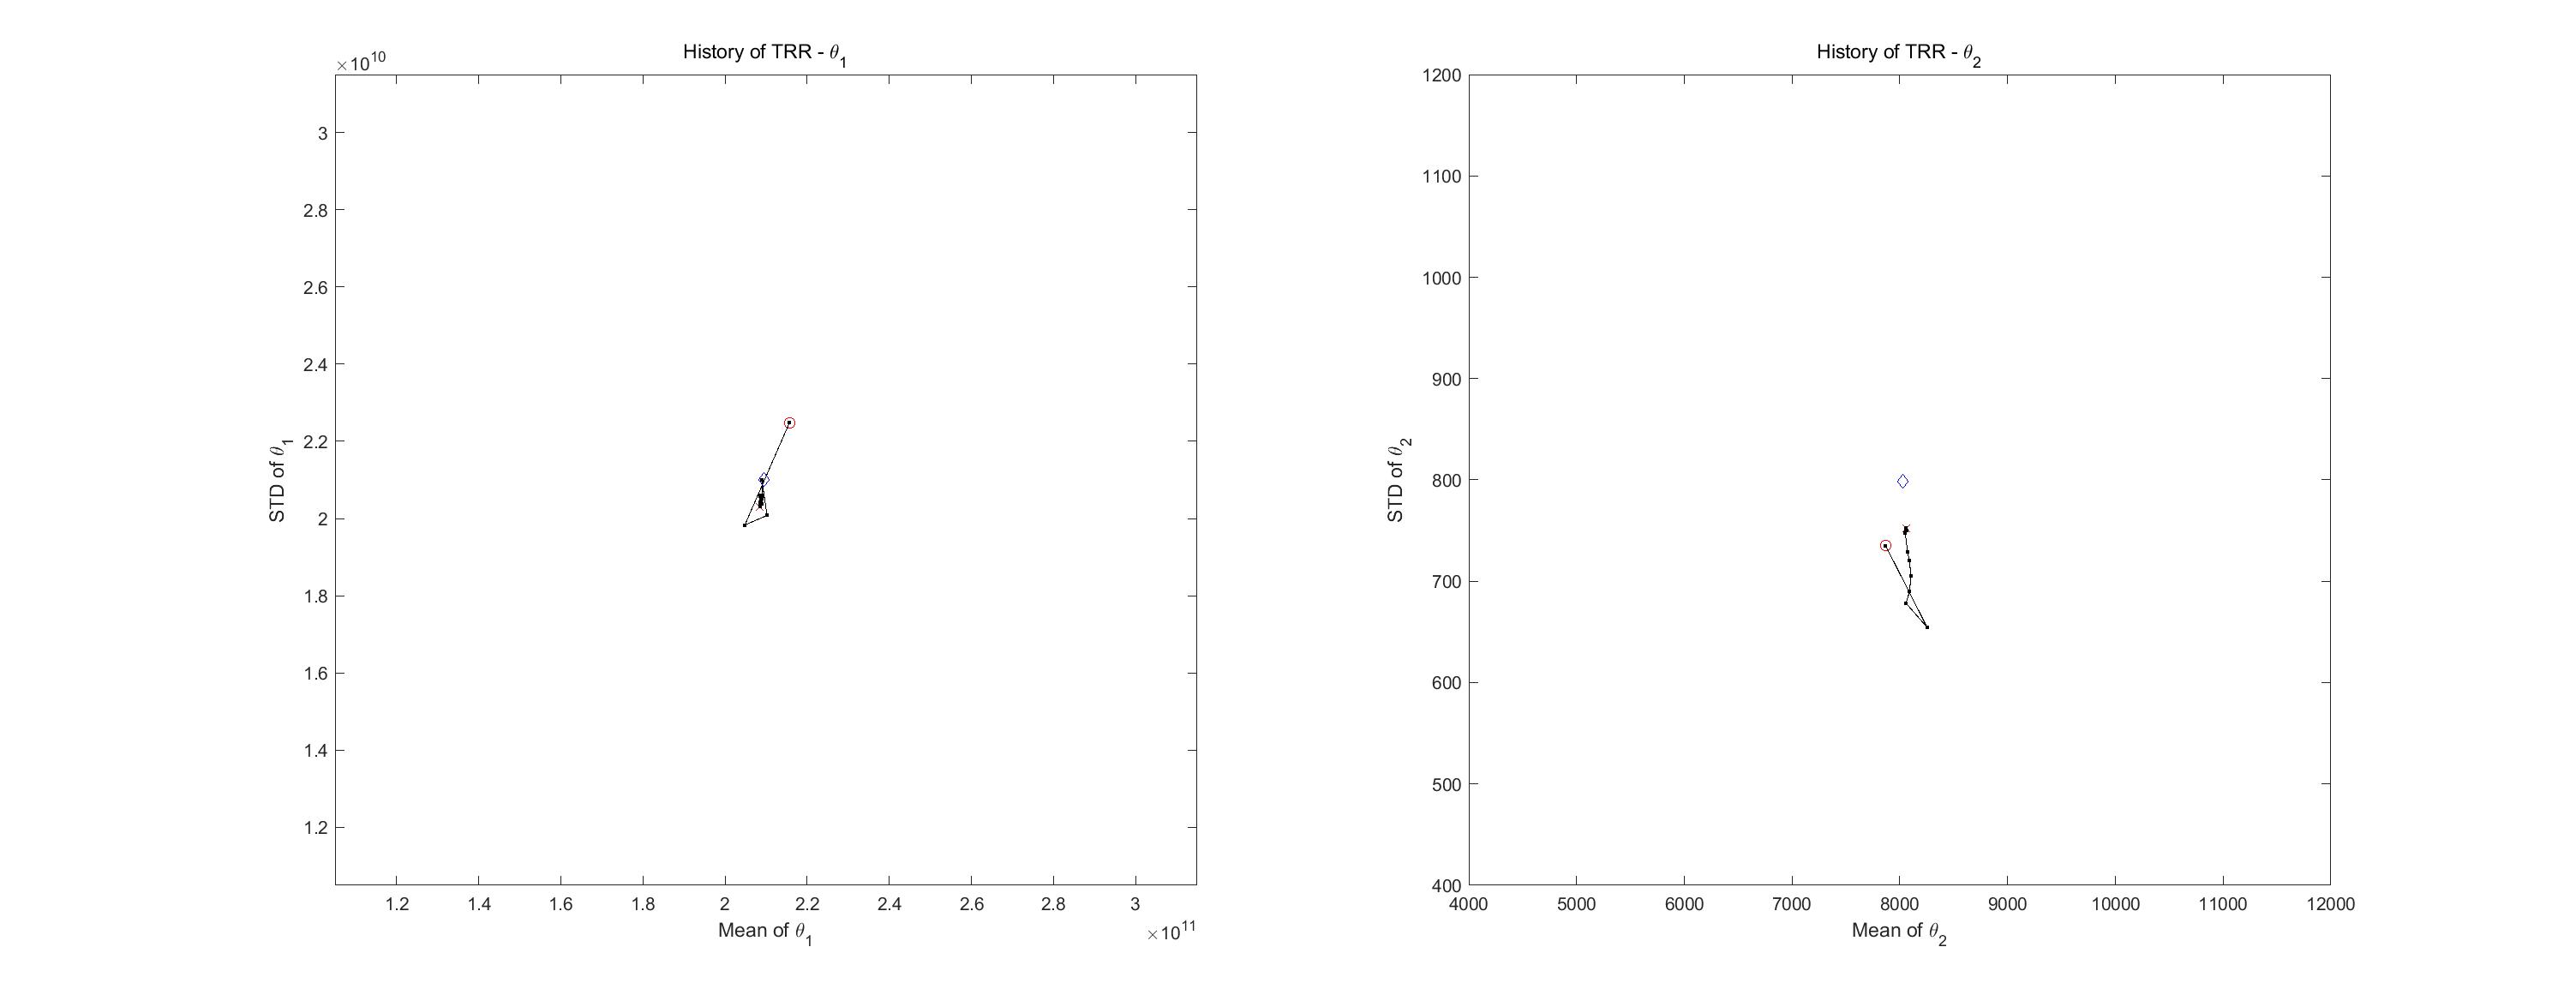 History of TRR - θ1
×10^10
3
2.8
2.6
2.4
2.2
2
1.8
1.6
1.4
1.2
STD of θ1
1.2 1.4 1.6 1.8 2 2.2 2.4 2.6 2.8 3
Mean of θ1
×10^11
History of TRR - θ2
1200
1100
1000
900
800
700
600
500
400
STD of θ2
4000 5000 6000 7000 8000 9000 10000 11000 12000
Mean of θ2